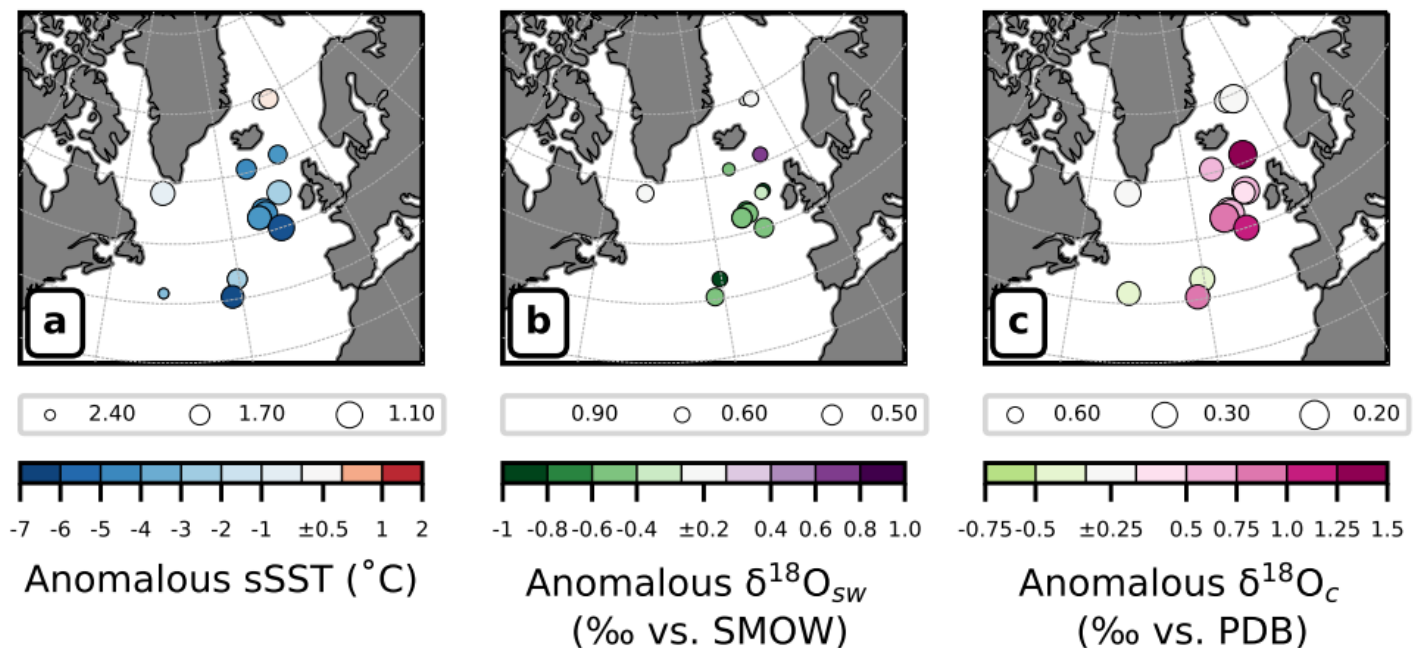 a
b
c
2.40 1.70 1.10
0.90 0.60 0.50
0.60 0.30 0.20
-7 -6 -5 -4 -3 -2 -1 ±0.5 1 2
-1 -0.8 -0.6 -0.4 ±0.2 0.4 0.6 0.8 1.0
-0.75 -0.5 ±0.25 0.5 0.75 1.0 1.25 1.5
Anomalous sSST (˚C)
Anomalous δ¹⁸Osw
(‰ vs. SMOW)
Anomalous δ¹⁸Oc
(‰ vs. PDB)